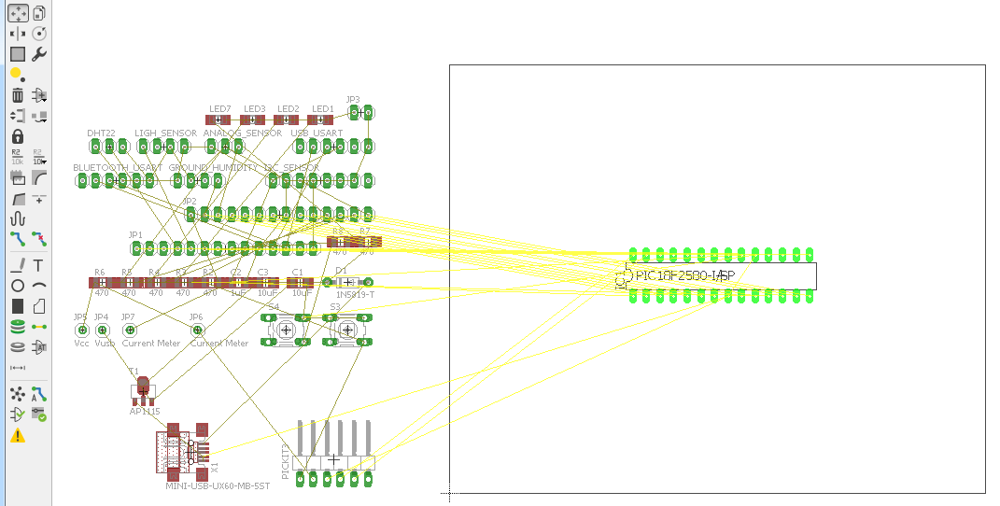 JP3
LED7 LED3 LED2 LED1
DHT22 LIGH_SENSOR ANALOG_SENSOR USB_USART
BLUETOOTH_USART GROUND_HUMIDITY I2C_SENSOR
JP2
JP1 R8 R7
470 470
PIC18F2580-I/SP
R6 R5 R4 R3 R2 C2 C3 C1 D1
470 470 470 470 470 1uF 10uF 10uF 1N5819-T
S4 S3
JP5 JP4 JP7 JP6
Vcc Vusb Current Meter Current Meter
T1
AP1115
PICKIT3
X1
MINI-USB-UX60-MB-5ST
R2
10k
R2
10k
T